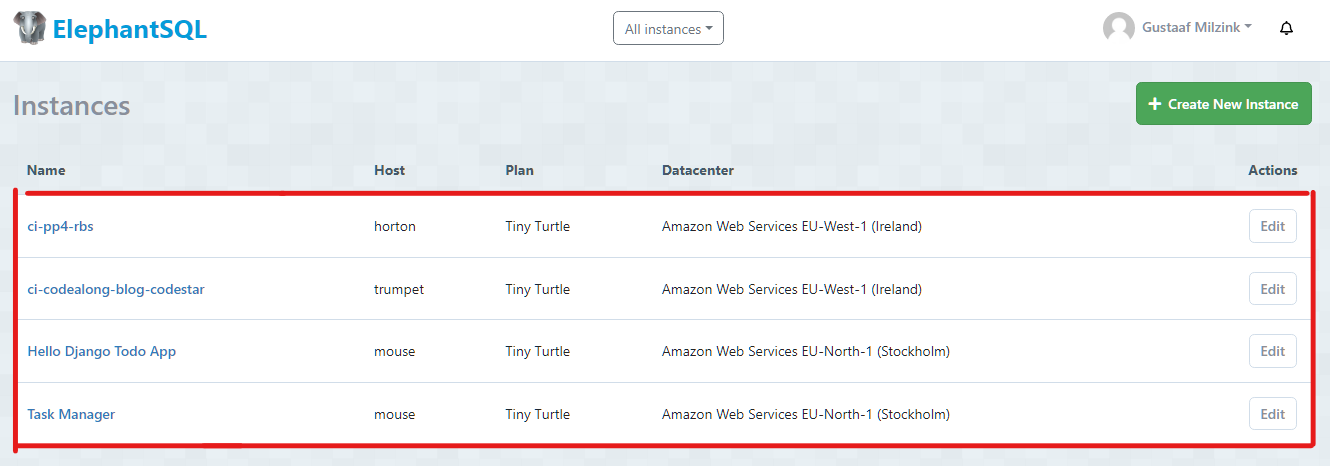 ElephantSQL All instances Gustaaf Milzink
Instances + Create New Instance
Name Host Plan Datacenter Actions
ci-pp4-rbs horton Tiny Turtle Amazon Web Services EU-West-1 (Ireland) Edit
ci-codealong-blog-codestar trumpet Tiny Turtle Amazon Web Services EU-West-1 (Ireland) Edit
Hello Django Todo App mouse Tiny Turtle Amazon Web Services EU-North-1 (Stockholm) Edit
Task Manager mouse Tiny Turtle Amazon Web Services EU-North-1 (Stockholm) Edit